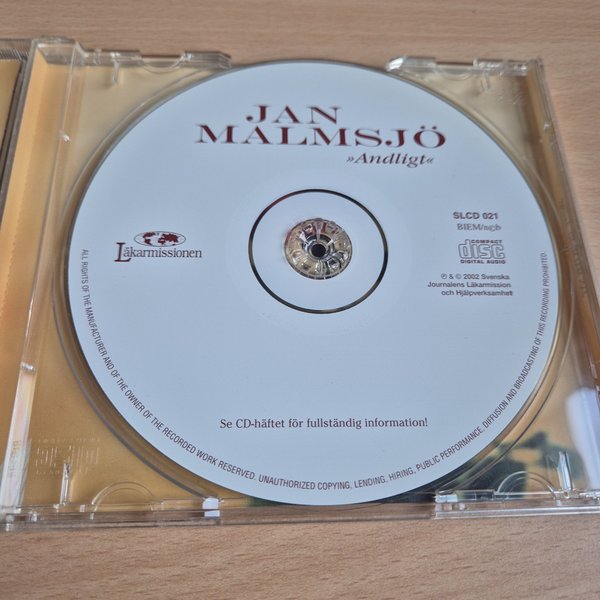 JAN
MALMSJÖ
»Andligt«
SLCD 021
BIEM/n©b
COMPACT
disc
DIGITAL AUDIO
Läkarmissionen
℗ & © 2002 Svenska
Journalens Läkarmission
och Hjälpverksamhet
Se CD-häftet för fullständig information!
ALL RIGHTS OF THE MANUFACTURER AND OF THE OWNER OF THE RECORDED WORK RESERVED. UNAUTHORIZED COPYING, LENDING, HIRING, PUBLIC PERFORMANCE, DIFFUSION AND BROADCASTING OF THIS RECORDING PROHIBITED.